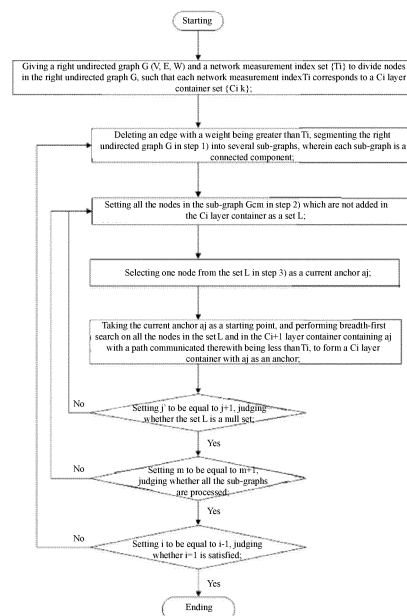 Starting
Giving a right undirected graph G (V, E, W) and a network measurement index set {Ti} to divide nodes
in the right undirected graph G, such that each network measurement indexTi corresponds to a Ci layer
container set {Ci k};
Deleting an edge with a weight being greater thanTi, segmenting the right
undirected graph G in step 1) into several sub-graphs, wherein each sub-graph is a
connected component;
Setting all the nodes in the sub-graph Gcm in step 2) which are not added in
the Ci layer container as a set L;
Selecting one node from the set L in step 3) as a current anchor aj;
Taking the current anchor aj as a starting point, and performing breadth-first
search on all the nodes in the set L and in the Ci+1 layer container containing aj
with a path communicated therewith being less thanTi, to form a Ci layer
container with aj as an anchor;
No
Setting j' to be equal to j+1, judging
whether the set L is a null set;
Yes
No
Setting m to be equal to m+1,
judging whether all the sub-graphs
are processed;
Yes
No
Setting i to be equal to i-1, judging
whether i=1 is satisfied;
Yes
Ending